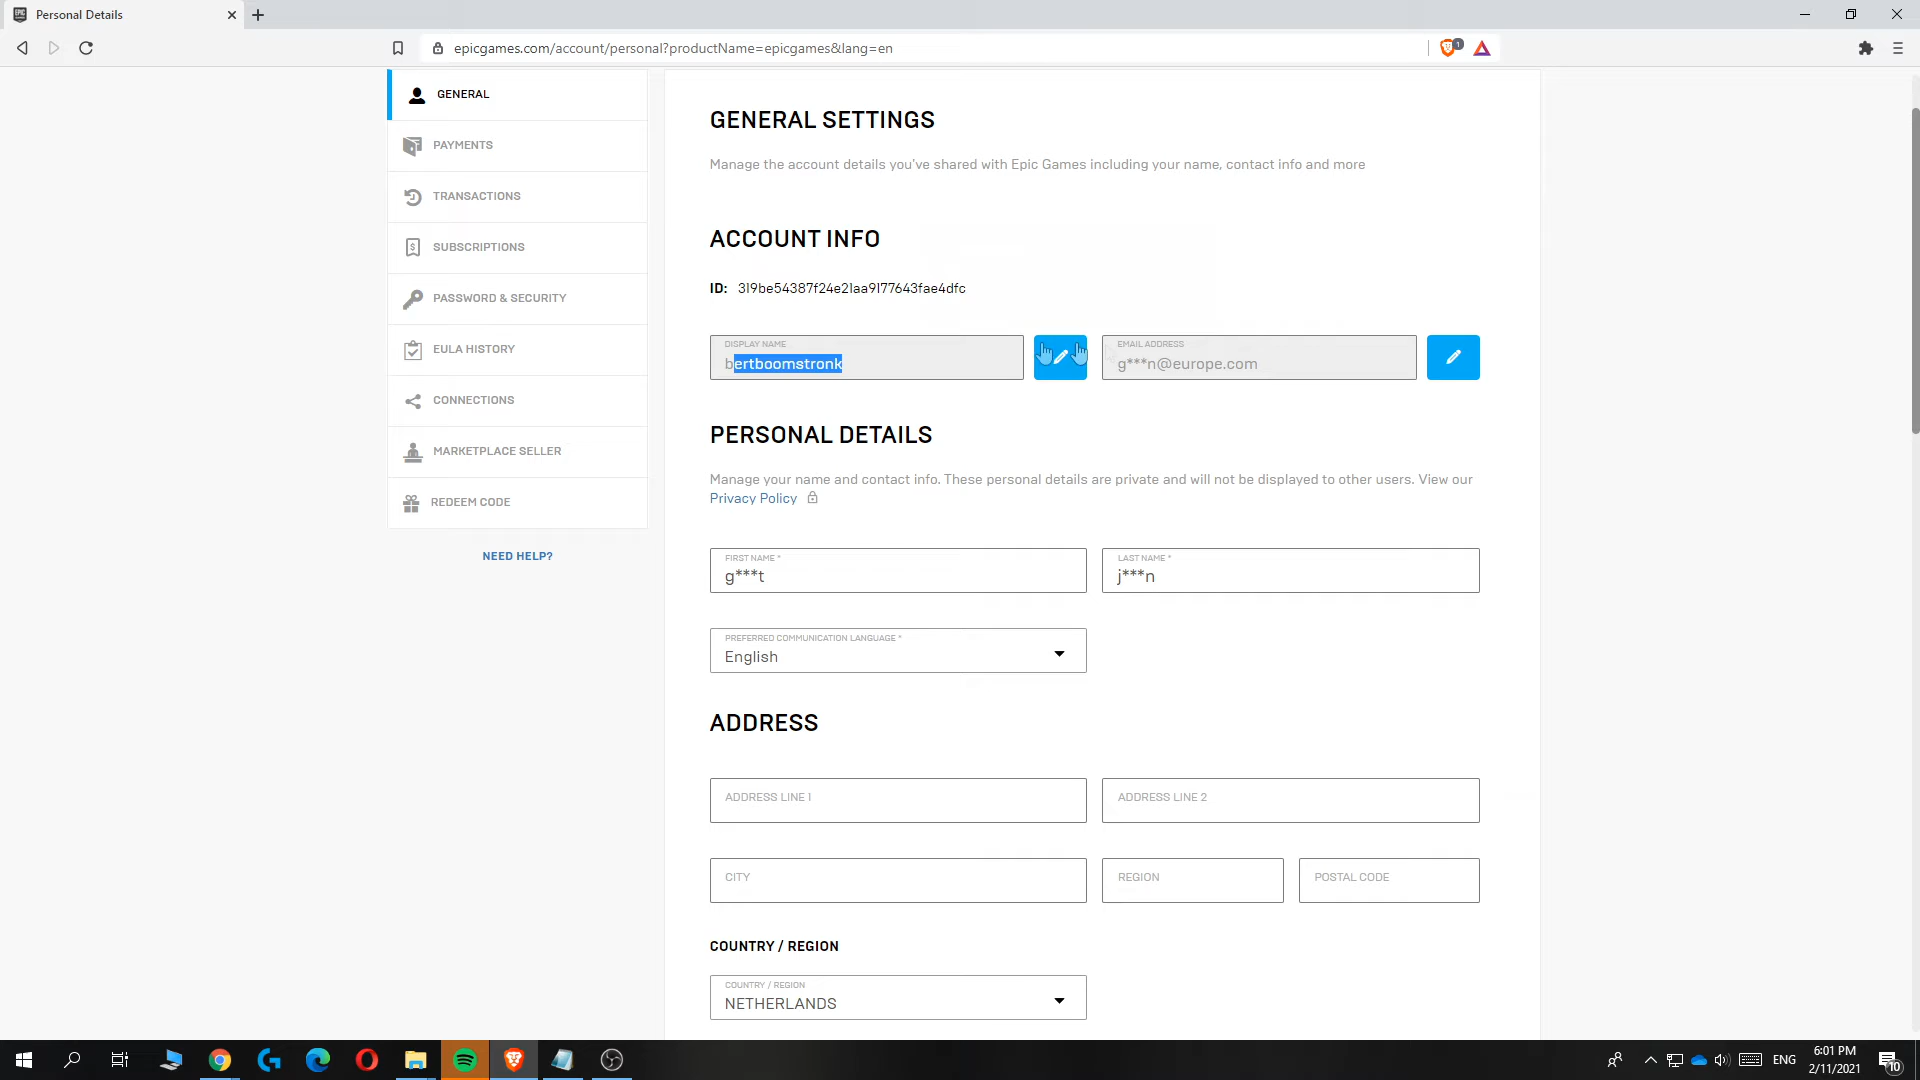 Personal Details
epicgames.com/account/personal?productName=epicgames&lang=en
1
GENERAL
PAYMENTS
TRANSACTIONS
SUBSCRIPTIONS
PASSWORD & SECURITY
EULA HISTORY
CONNECTIONS
MARKETPLACE SELLER
REDEEM CODE
NEED HELP?
GENERAL SETTINGS
Manage the account details you've shared with Epic Games including your name, contact info and more
ACCOUNT INFO
ID: 319be54387f24e21aa9177643fae4dfc
DISPLAY NAME
bertboomstronk
EMAIL ADDRESS
g***n@europe.com
PERSONAL DETAILS
Manage your name and contact info. These personal details are private and will not be displayed to other users. View our
Privacy Policy
FIRST NAME *
g***t
LAST NAME *
j***n
PREFERRED COMMUNICATION LANGUAGE *
English
ADDRESS
ADDRESS LINE 1
ADDRESS LINE 2
CITY
REGION
POSTAL CODE
COUNTRY / REGION
COUNTRY / REGION
NETHERLANDS
ENG
6:01 PM
2/11/2021
10